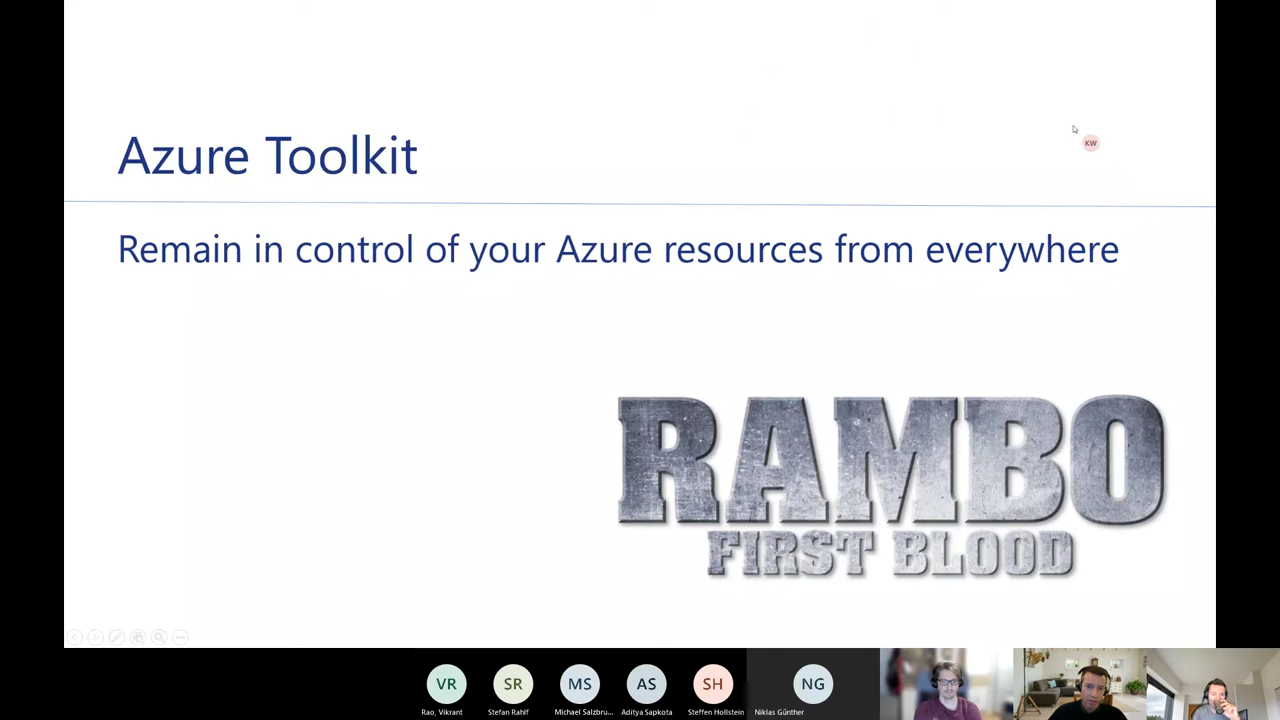 Azure Toolkit
KW
Remain in control of your Azure resources from everywhere
RAMBO
FIRST BLOOD
VR
SR
MS
AS
SH
NG
Rao, Vikrant
Stefan Rahlf
Michael Salzbru...
Aditya Sapkota
Steffen Hollstein
Niklas Günther